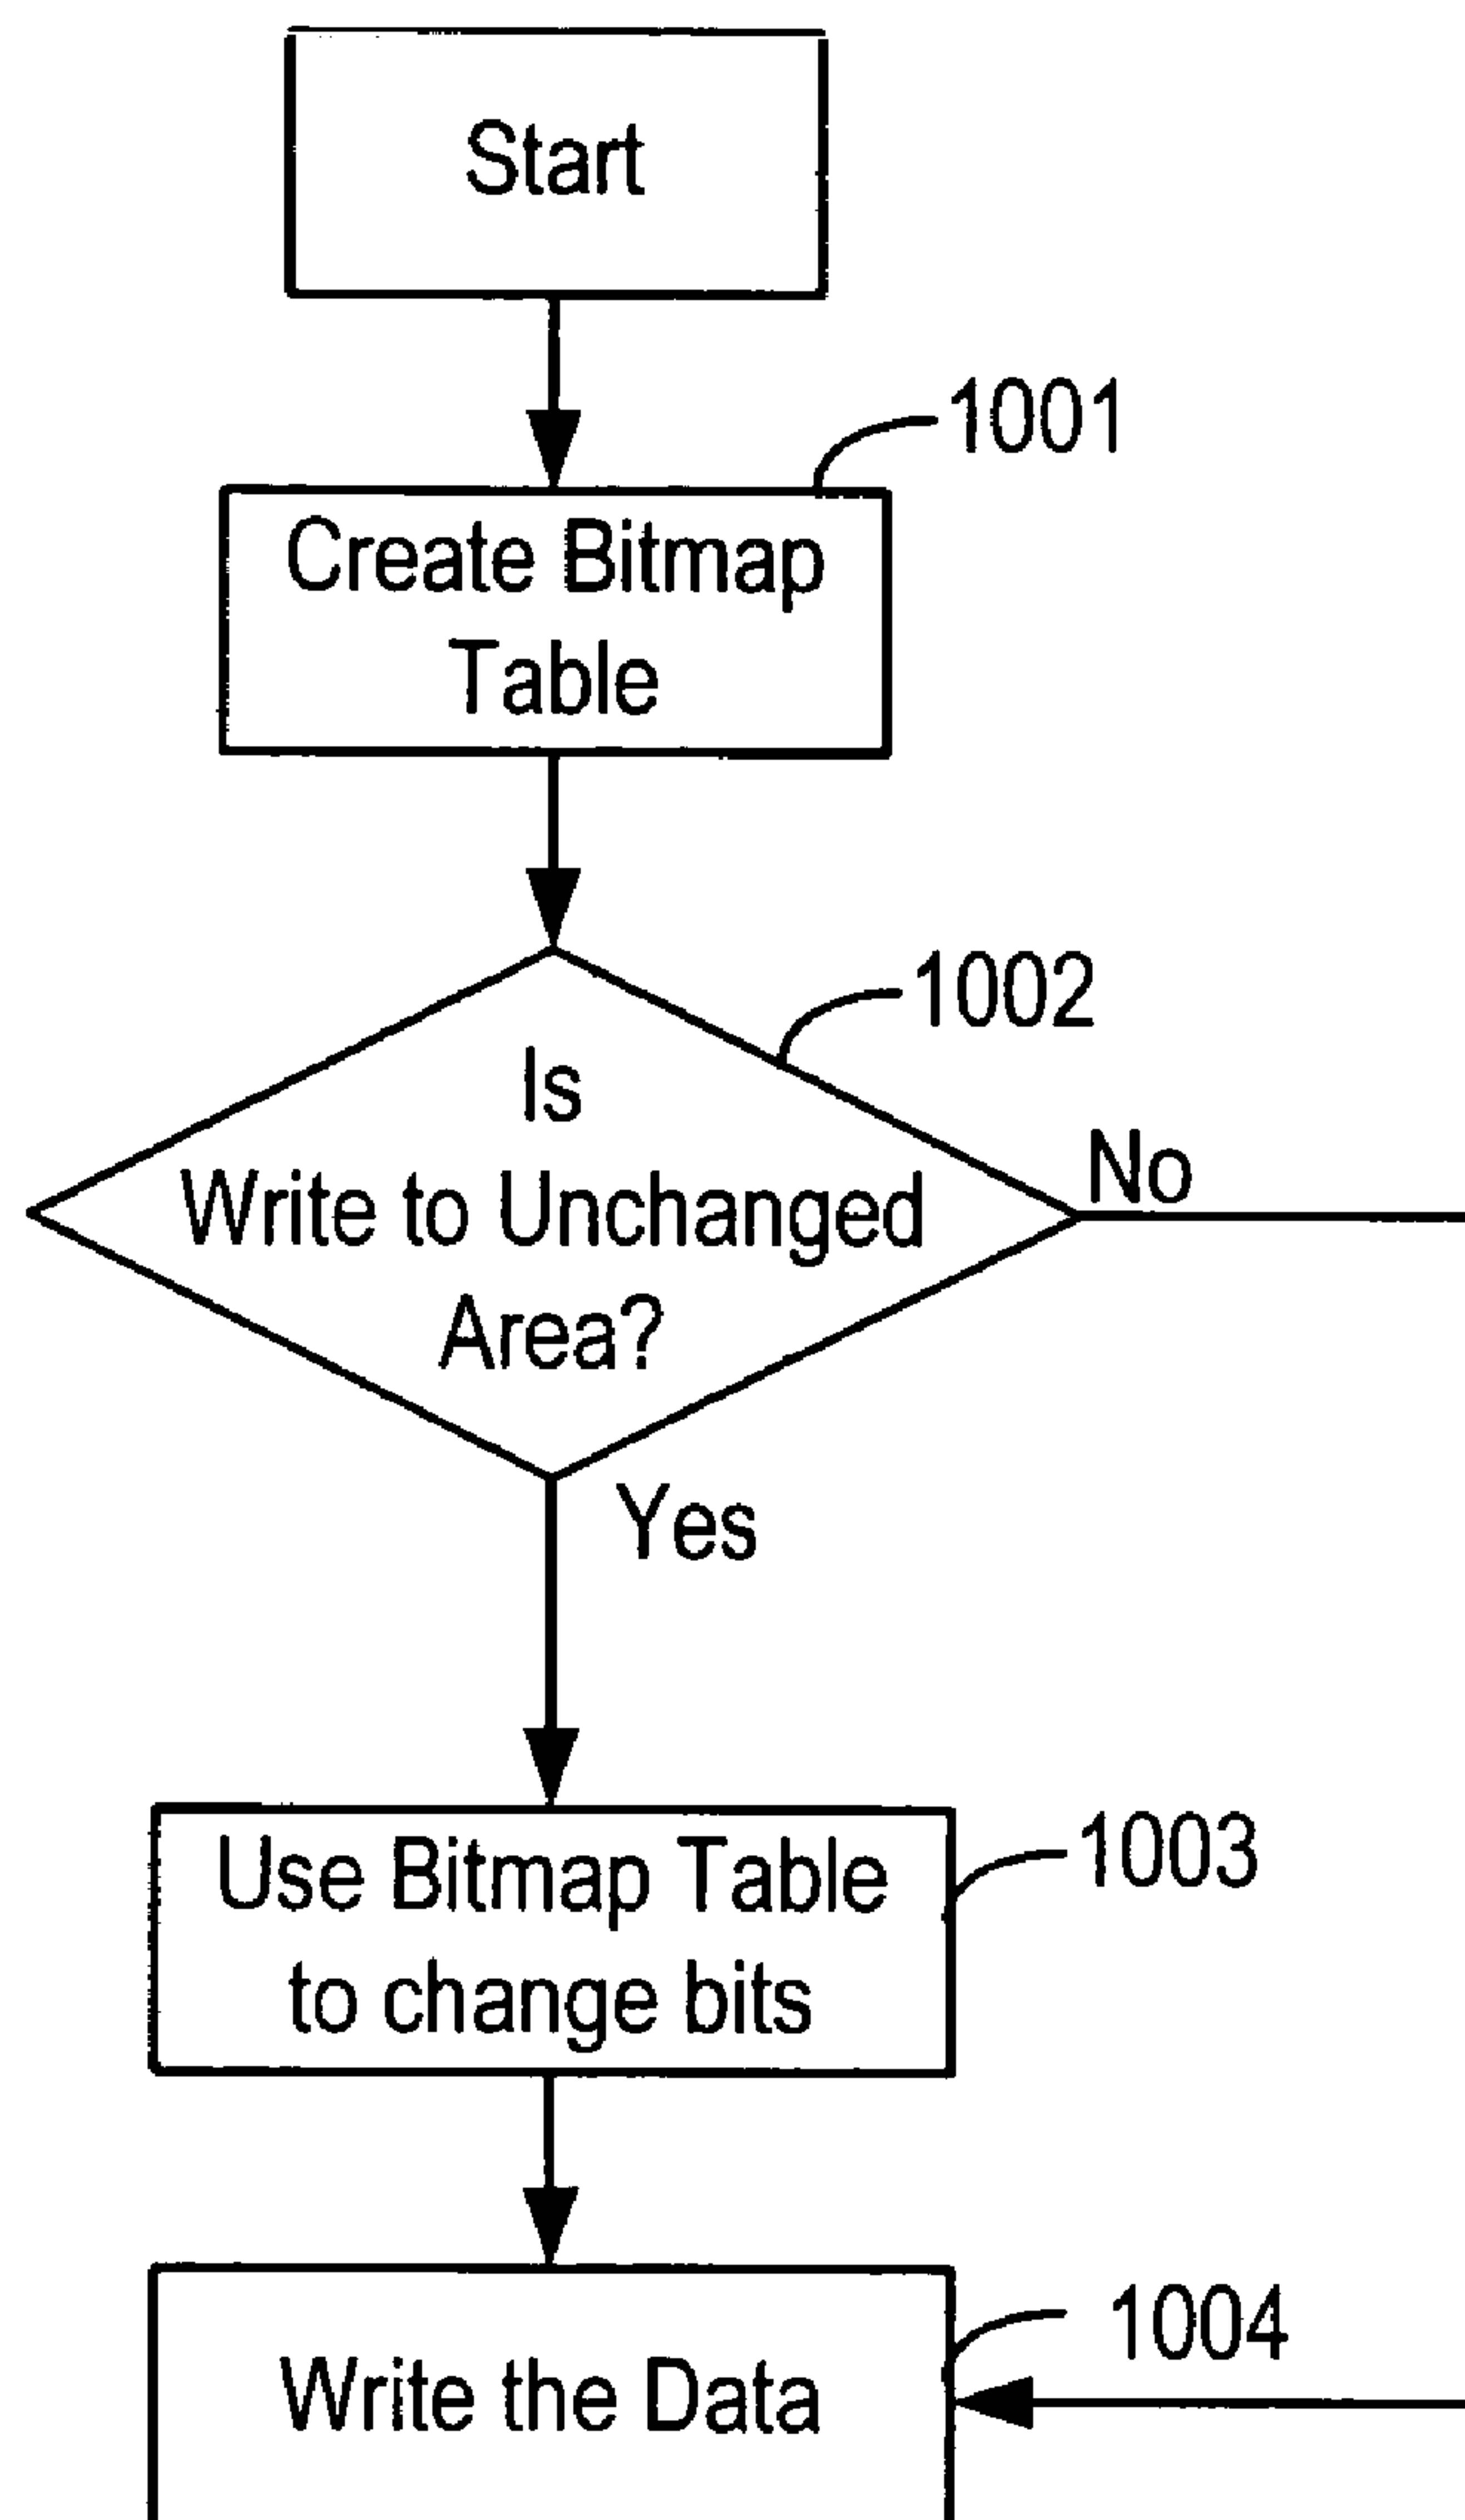 Start
1001
Create Bitmap
Table
1002
Is
Write to Unchanged
Area?
No
Yes
1003
Use Bitmap Table
to change bits
1004
Write the Data